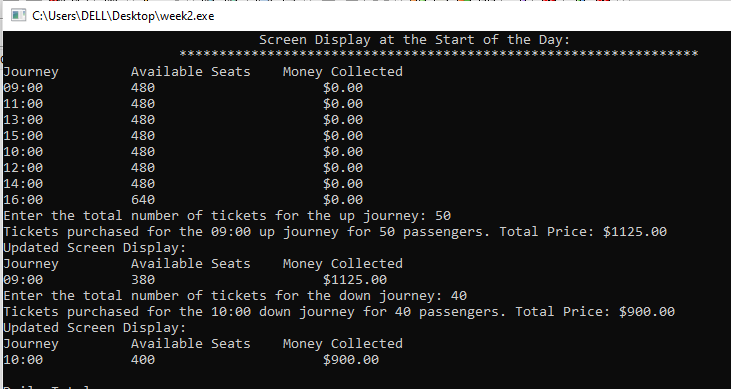 C:\Users\DELL\Desktop\week2.exe
Screen Display at the Start of the Day:
*****************************************************************
Journey Available Seats Money Collected
09:00 480 $0.00
11:00 480 $0.00
13:00 480 $0.00
15:00 480 $0.00
10:00 480 $0.00
12:00 480 $0.00
14:00 480 $0.00
16:00 640 $0.00
Enter the total number of tickets for the up journey: 50
Tickets purchased for the 09:00 up journey for 50 passengers. Total Price: $1125.00
Updated Screen Display:
Journey Available Seats Money Collected
09:00 380 $1125.00
Enter the total number of tickets for the down journey: 40
Tickets purchased for the 10:00 down journey for 40 passengers. Total Price: $900.00
Updated Screen Display:
Journey Available Seats Money Collected
10:00 400 $900.00